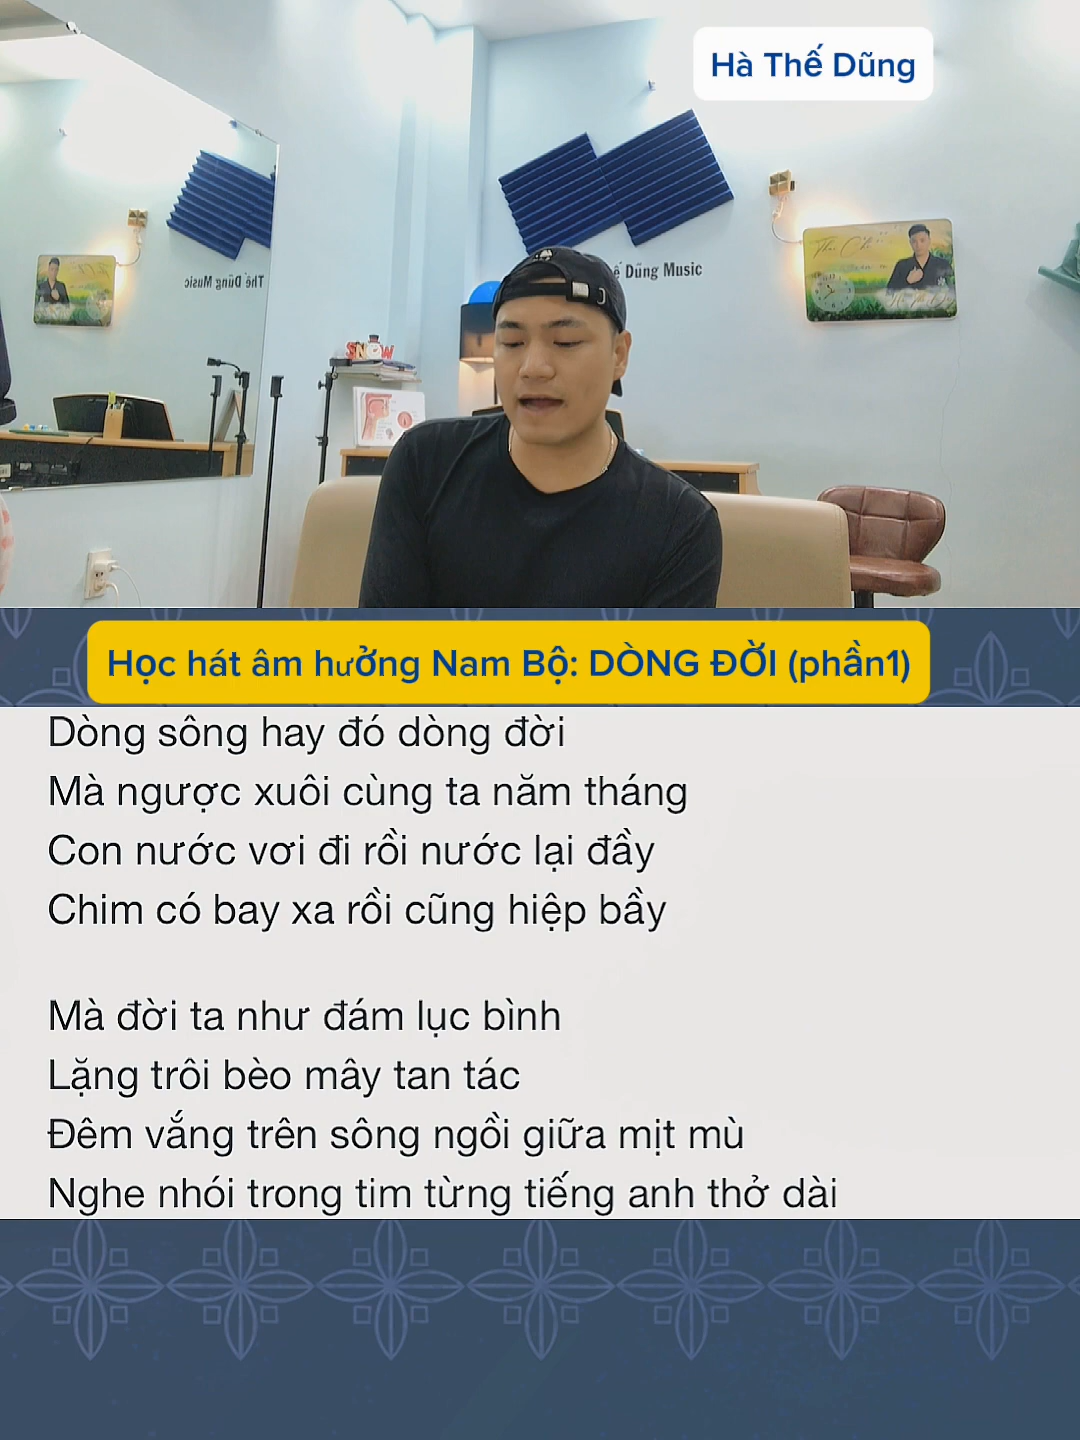 Hà Thế Dũng
Thế Dũng Music
ế Dũng Music
SNOW
Học hát âm hưởng Nam Bộ: DÒNG ĐỜI (phần1)
Dòng sông hay đó dòng đời
Mà ngược xuôi cùng ta năm tháng
Con nước vơi đi rồi nước lại đầy
Chim có bay xa rồi cũng hiệp bầy
Mà đời ta như đám lục bình
Lặng trôi bèo mây tan tác
Đêm vắng trên sông ngồi giữa mịt mù
Nghe nhói trong tim từng tiếng anh thở dài